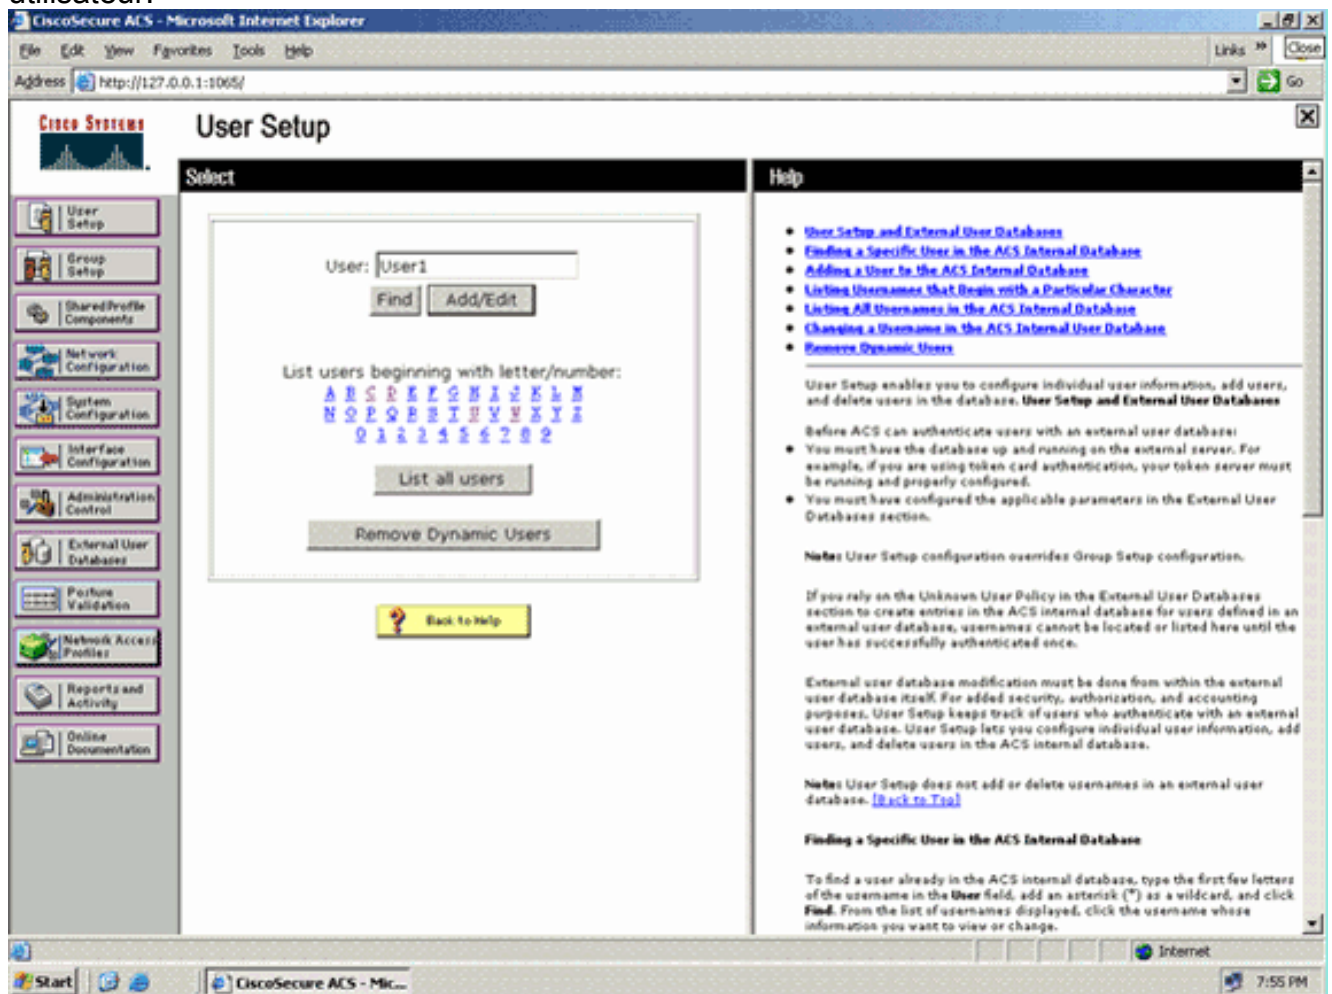 utilisateur.
CiscoSecure ACS - Microsoft Internet Explorer
File Edit View Favorites Tools Help
Links »
Close
Address http://127.0.0.1:1065/
Go
CISCO SYSTEMS
User Setup
Select
Help
User Setup
Group Setup
Shared Profile Components
Network Configuration
System Configuration
Interface Configuration
Administration Control
External User Databases
Posture Validation
Network Access Profiles
Reports and Activity
Online Documentation
User: User1
Find Add/Edit
List users beginning with letter/number:
A B C D E F G H I J K L M
N O P Q R S T U V W X Y Z
0 1 2 3 4 5 6 7 8 9
List all users
Remove Dynamic Users
? Back to Help
User Setup and External User Databases
Finding a Specific User in the ACS Internal Database
Adding a User to the ACS Internal Database
Listing Usernames that Begin with a Particular Character
Listing All Usernames in the ACS Internal Database
Changing a Username in the ACS Internal User Database
Remove Dynamic Users
User Setup enables you to configure individual user information, add users,
and delete users in the database. User Setup and External User Databases
Before ACS can authenticate users with an external user database:
You must have the database up and running on the external server. For
example, if you are using token card authentication, your token server must
be running and properly configured.
You must have configured the applicable parameters in the External User
Databases section.
Note: User Setup configuration overrides Group Setup configuration.
If you rely on the Unknown User Policy in the External User Databases
section to create entries in the ACS internal database for users defined in an
external user database, usernames cannot be located or listed here until the
user has successfully authenticated once.
External user database modification must be done from within the external
user database itself. For added security, authorization, and accounting
purposes, User Setup keeps track of users who authenticate with an external
user database. User Setup lets you configure individual user information, add
users, and delete users in the ACS internal database.
Note: User Setup does not add or delete usernames in an external user
database. [Back to Top]
Finding a Specific User in the ACS Internal Database
To find a user already in the ACS internal database, type the first few letters
of the username in the User field, add an asterisk (*) as a wildcard, and click
Find. From the list of usernames displayed, click the username whose
information you want to view or change.
Internet
Start
CiscoSecure ACS - Mic...
7:55 PM